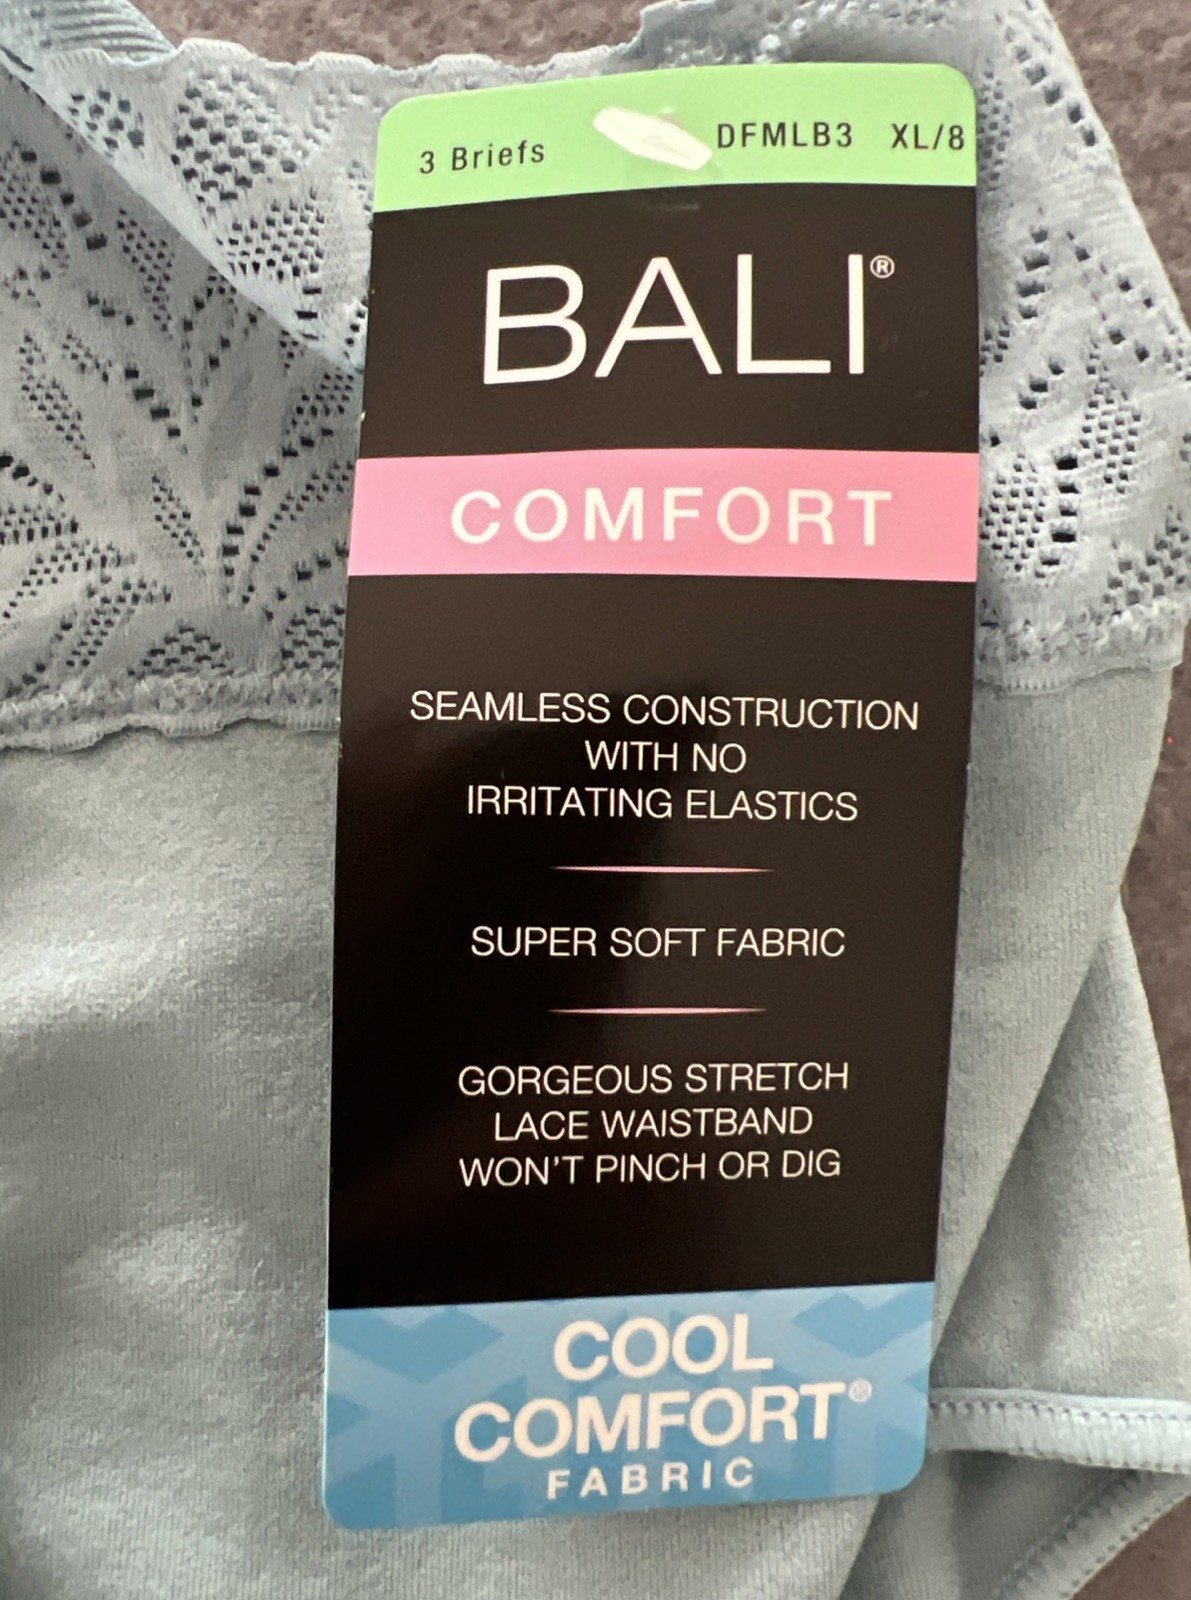 3 Briefs DFMLB3 XL/8
BALI®
COMFORT
SEAMLESS CONSTRUCTION
WITH NO
IRRITATING ELASTICS
SUPER SOFT FABRIC
GORGEOUS STRETCH
LACE WAISTBAND
WON'T PINCH OR DIG
COOL
COMFORT®
FABRIC